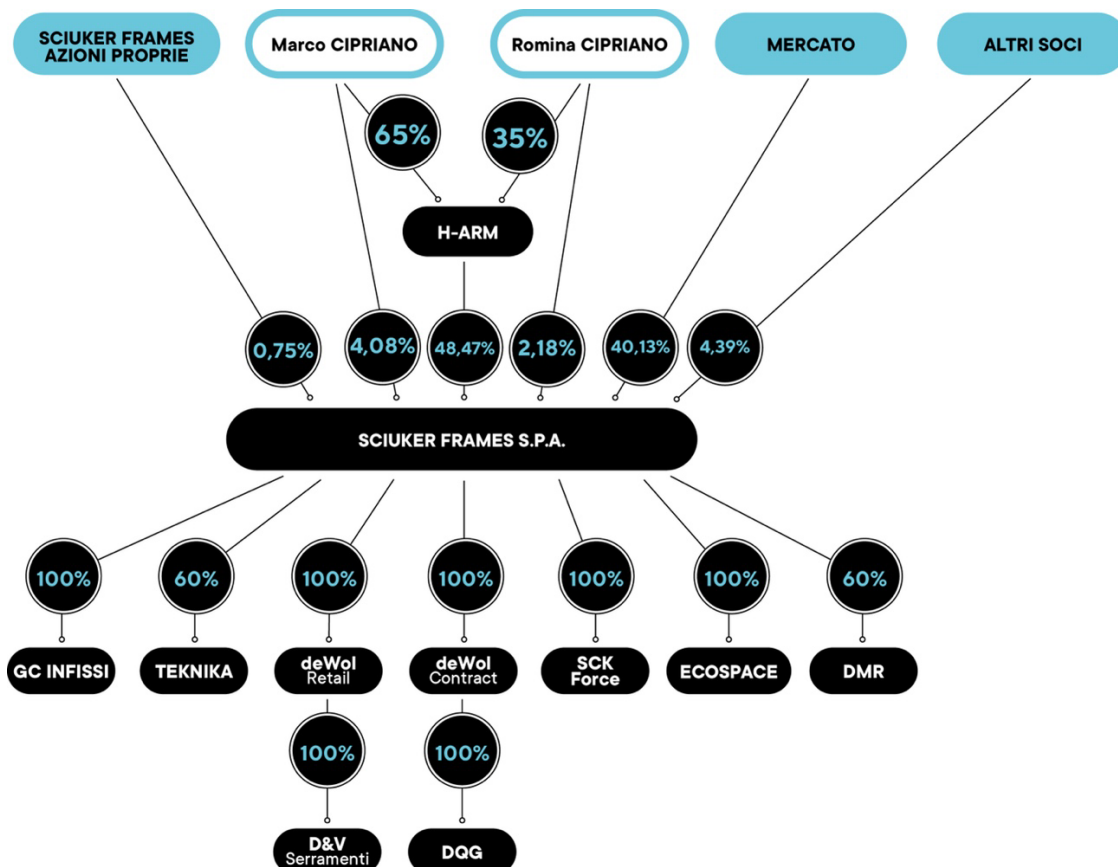 SCIUKER FRAMES
AZIONI PROPRIE
Marco CIPRIANO
Romina CIPRIANO
MERCATO
ALTRI SOCI
65%
35%
H-ARM
0,75%
4,08%
48,47%
2,18%
40,13%
4,39%
SCIUKER FRAMES S.P.A.
100%
60%
100%
100%
100%
100%
60%
GC INFISSI
TEKNIKA
deWol
Retail
deWol
Contract
SCK
Force
ECOSPACE
DMR
100%
100%
D&V
Serramenti
DQG